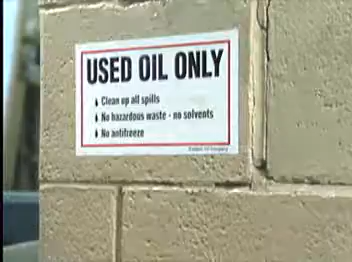 USED OIL ONLY
Clean up all spills
No hazardous waste - no solvents
No antifreeze